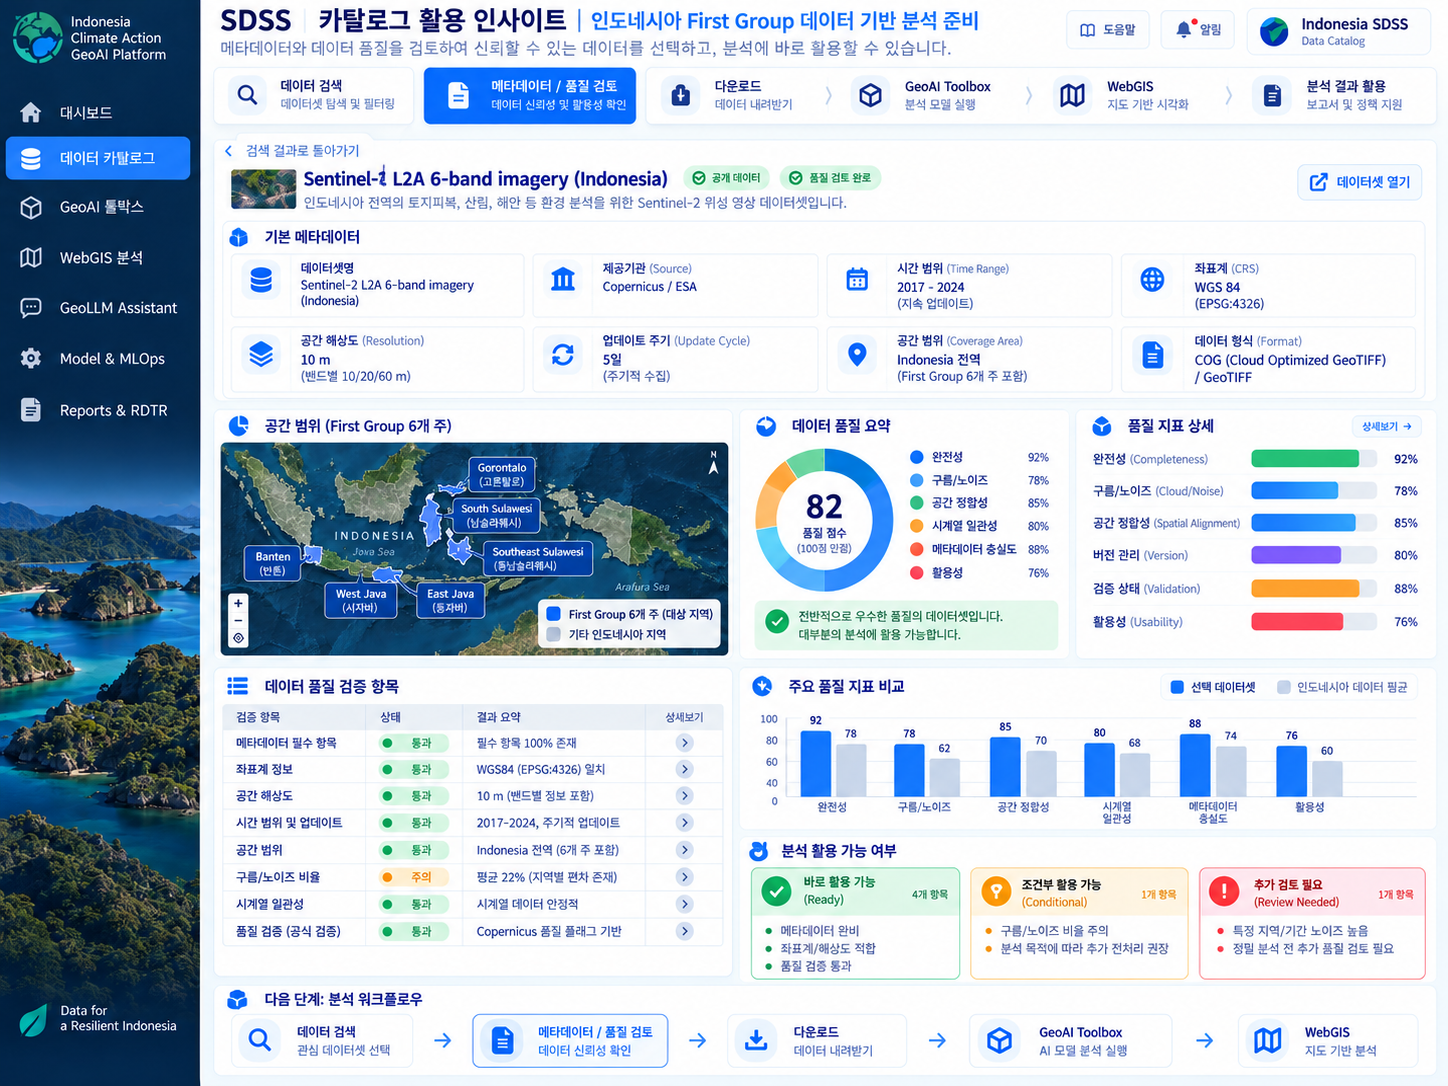 Indonesia
Climate Action
GeoAI Platform
대시보드
데이터 카탈로그
GeoAI 툴박스
WebGIS 분석
GeoLLM Assistant
Model & MLOps
Reports & RDTR
Data for
a Resilient Indonesia
SDSS 카탈로그 활용 인사이트 | 인도네시아 First Group 데이터 기반 분석 준비
메타데이터와 데이터 품질을 검토하여 신뢰할 수 있는 데이터를 선택하고, 분석에 바로 활용할 수 있습니다.
도움말
알림
Indonesia SDSS
Data Catalog
데이터 검색
데이터셋 탐색 및 필터링
메타데이터 / 품질 검토
데이터 신뢰성 및 활용성 확인
다운로드
데이터 내려받기
GeoAI Toolbox
분석 모델 실행
WebGIS
지도 기반 시각화
분석 결과 활용
보고서 및 정책 지원
검색 결과로 돌아가기
Sentinel-2 L2A 6-band imagery (Indonesia)
공개 데이터
품질 검토 완료
인도네시아 전역의 토지피복, 산림, 해안 등 환경 분석을 위한 Sentinel-2 위성 영상 데이터셋입니다.
데이터셋 열기
기본 메타데이터
데이터셋명
Sentinel-2 L2A 6-band imagery
(Indonesia)
제공기관 (Source)
Copernicus / ESA
시간 범위 (Time Range)
2017 - 2024
(지속 업데이트)
좌표계 (CRS)
WGS 84
(EPSG:4326)
공간 해상도 (Resolution)
10 m
(밴드별 10/20/60 m)
업데이트 주기 (Update Cycle)
5일
(주기적 수집)
공간 범위 (Coverage Area)
Indonesia 전역
(First Group 6개 주 포함)
데이터 형식 (Format)
COG (Cloud Optimized GeoTIFF)
/ GeoTIFF
공간 범위 (First Group 6개 주)
N
Gorontalo
(고론탈로)
South Sulawesi
(남술라웨시)
INDONESIA
Java Sea
Southeast Sulawesi
Banten
(반튼)
West Java
(서자바)
East Java
(동자바)
Arafura Sea
+
−
First Group 6개 주 (대상 지역)
기타 인도네시아 지역
데이터 품질 요약
82
품질 점수
(100점 만점)
완전성 92%
구름/노이즈 78%
공간 정합성 85%
시계열 일관성 80%
메타데이터 충실도 88%
활용성 76%
전반적으로 우수한 품질의 데이터셋입니다.
대부분의 분석에 활용 가능합니다.
품질 지표 상세
상세보기 →
완전성 (Completeness) 92%
구름/노이즈 (Cloud/Noise) 78%
공간 정합성 (Spatial Alignment) 85%
버전 관리 (Version) 80%
검증 상태 (Validation) 88%
활용성 (Usability) 76%
데이터 품질 검증 항목
검증 항목 상태 결과 요약 상세보기
메타데이터 필수 항목 통과 필수 항목 100% 존재
좌표계 정보 통과 WGS84 (EPSG:4326) 일치
공간 해상도 통과 10 m (밴드별 정보 포함)
시간 범위 및 업데이트 통과 2017-2024, 주기적 업데이트
공간 범위 통과 Indonesia 전역 (6개 주 포함)
구름/노이즈 비율 주의 평균 22% (지역별 편차 존재)
시계열 일관성 통과 시계열 데이터 안정적
품질 검증 (공식 검증) 통과 Copernicus 품질 플래그 기반
주요 품질 지표 비교
선택 데이터셋
인도네시아 데이터 평균
100
80
60
40
0
92 78
78 62
85 70
80 68
88 74
76 60
완전성
구름/노이즈
공간 정합성
시계열
일관성
메타데이터
충실도
활용성
분석 활용 가능 여부
바로 활용 가능
(Ready)
4개 항목
메타데이터 완비
좌표계/해상도 적합
품질 검증 통과
조건부 활용 가능
(Conditional)
1개 항목
구름/노이즈 비율 주의
분석 목적에 따라 추가 전처리 권장
추가 검토 필요
(Review Needed)
1개 항목
특정 지역/기간 노이즈 높음
정밀 분석 전 추가 품질 검토 필요
다음 단계: 분석 워크플로우
데이터 검색
관심 데이터셋 선택
메타데이터 / 품질 검토
데이터 신뢰성 확인
다운로드
데이터 내려받기
GeoAI Toolbox
AI 모델 분석 실행
WebGIS
지도 기반 분석